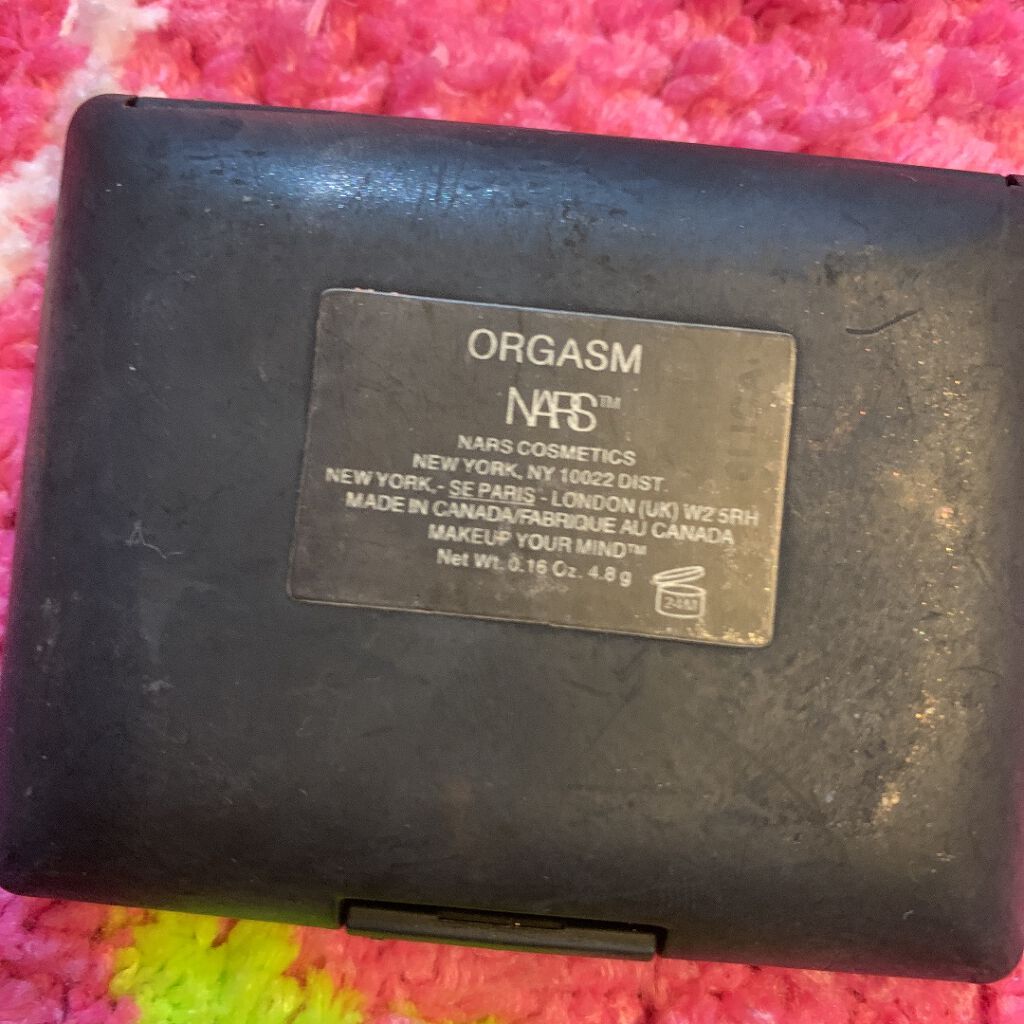 ORGASM
NARS™
NARS COSMETICS
NEW YORK, NY 10022 DIST.
NEW YORK,- SE PARIS - LONDON (UK) W2 5RH
MADE IN CANADA/FABRIQUE AU CANADA
MAKEUP YOUR MIND™
Net Wt. 0.16 Oz. 4.8 g
24M